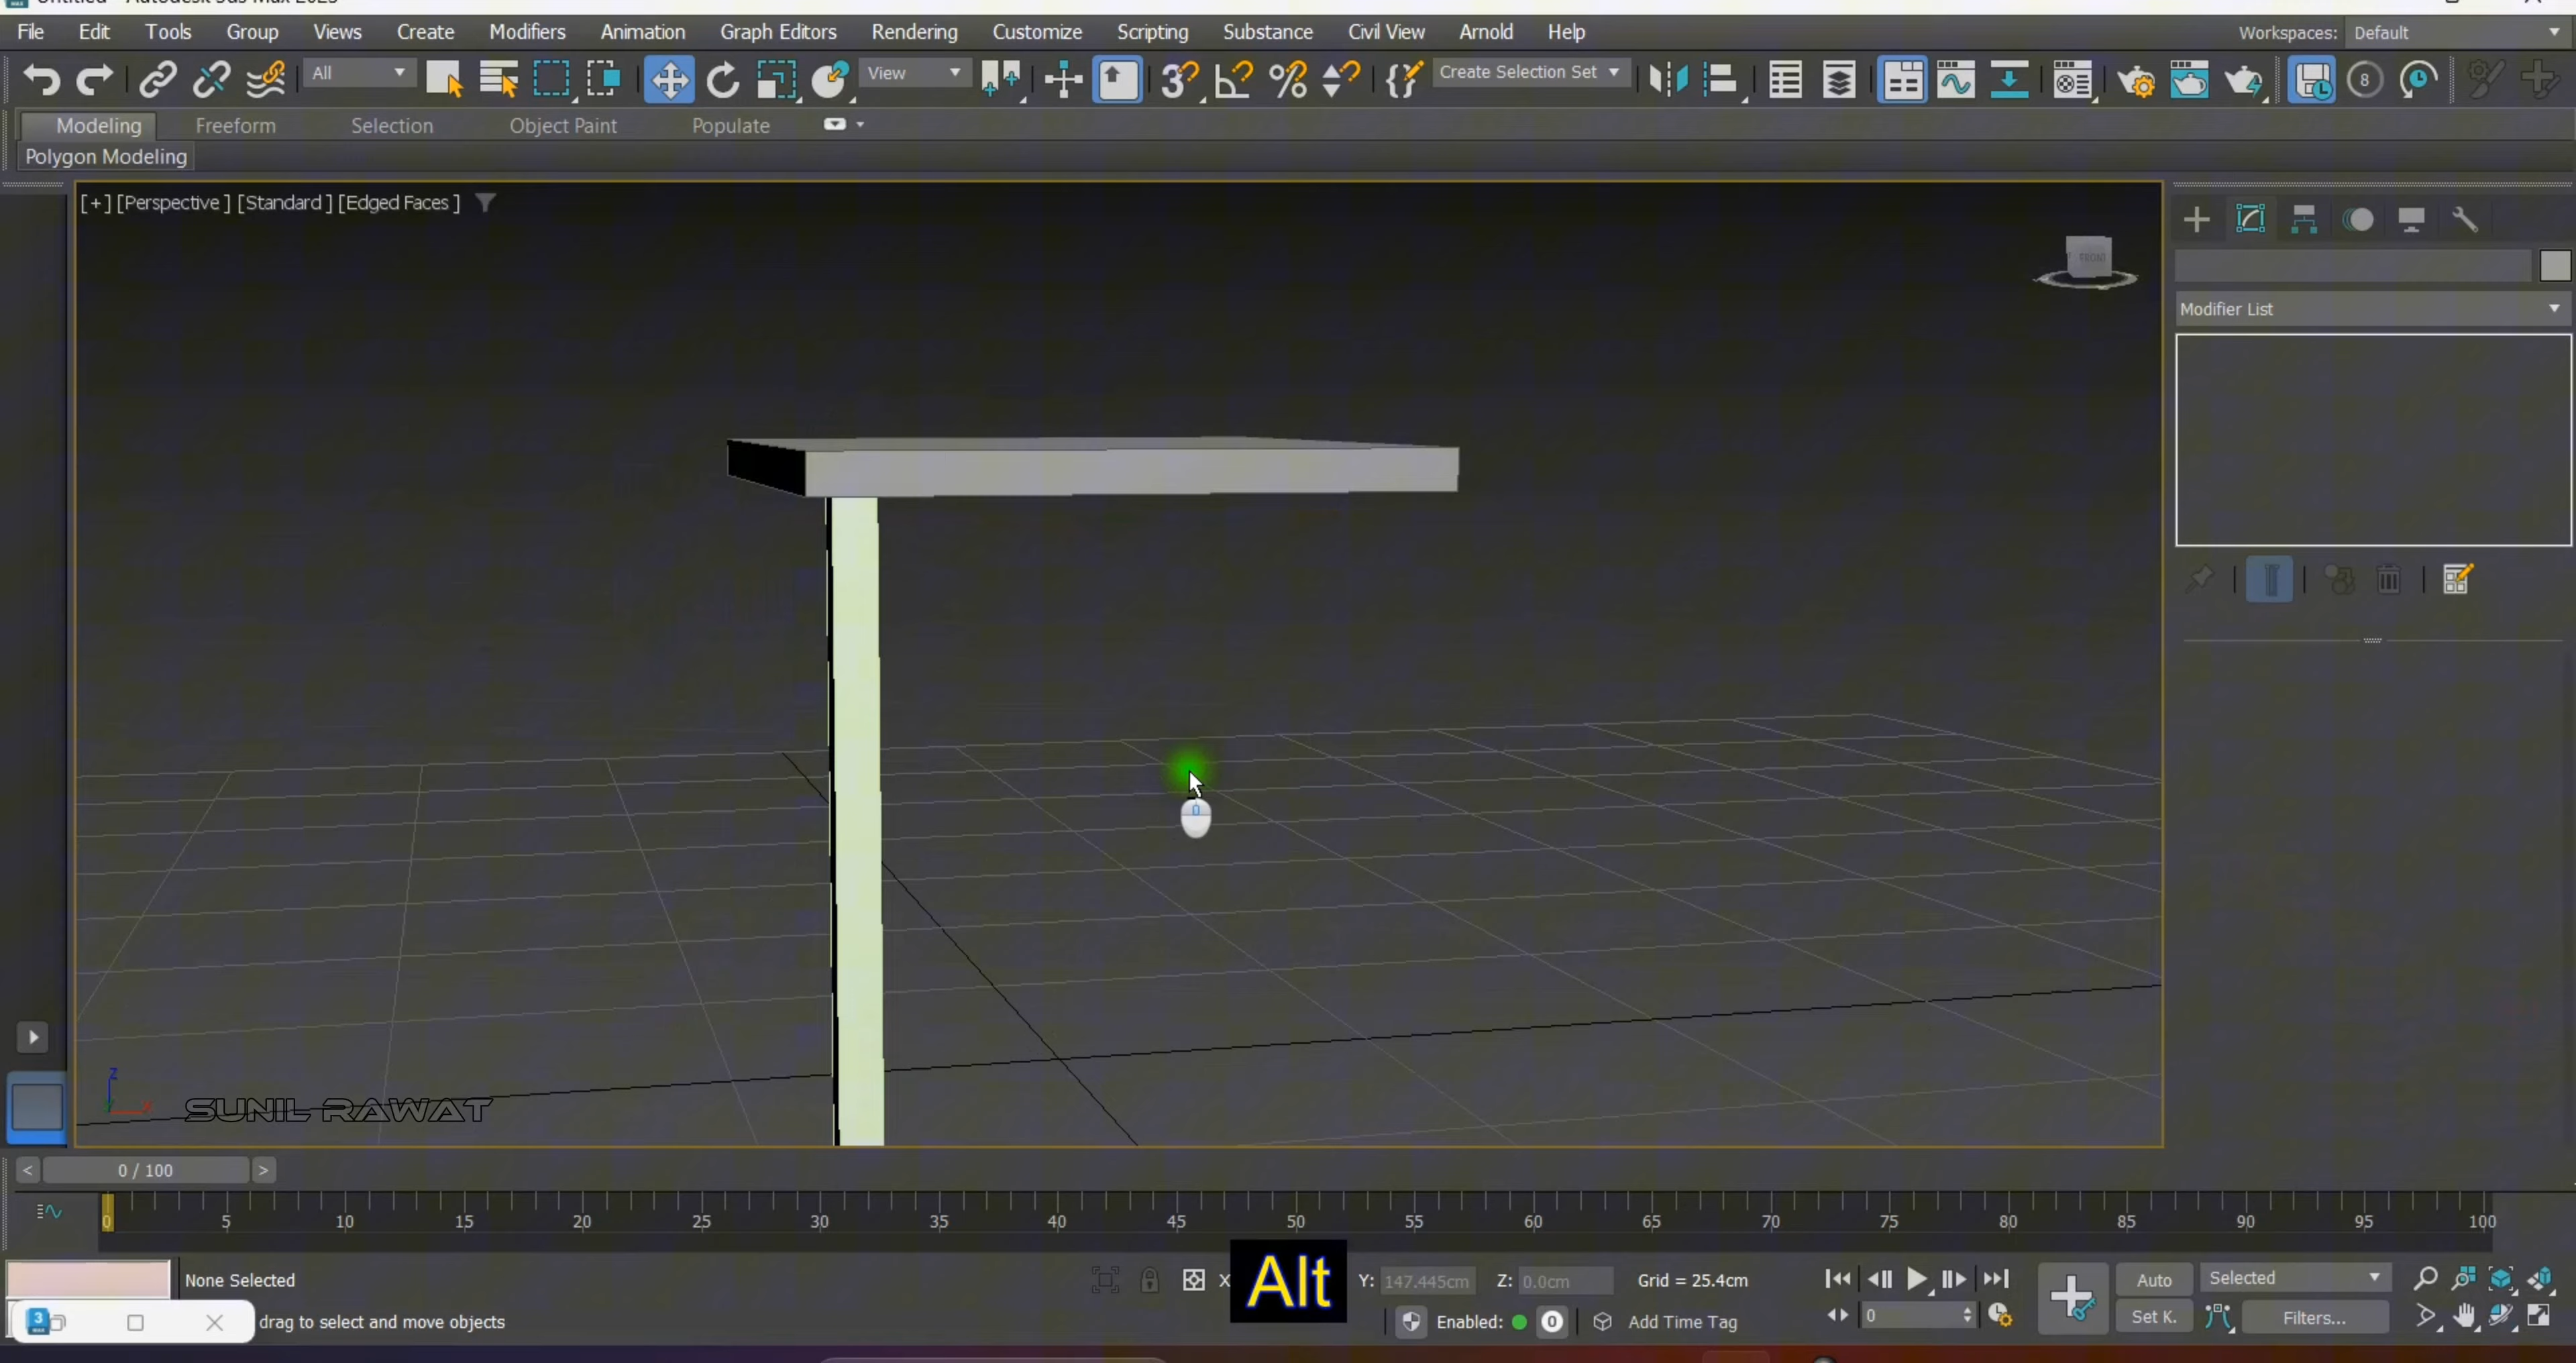 File Edit Tools Group Views Create Modifiers Animation Graph Editors Rendering Customize Scripting Substance Civil View Arnold Help Workspaces: Default
All View Create Selection Set 8
Modeling Freeform Selection Object Paint Populate
Polygon Modeling
[+] [Perspective ] [Standard ] [Edged Faces ]
FRONT
Modifier List
Z
SUNIL RAWAT
< 0 / 100 >
0 5 10 15 20 25 30 35 40 45 50 55 60 65 70 75 80 85 90 95 100
None Selected X Alt Y: 147.445cm Z: 0.0cm Grid = 25.4cm Auto Selected
3 drag to select and move objects Enabled: 0 Add Time Tag 0 Set K. Filters...